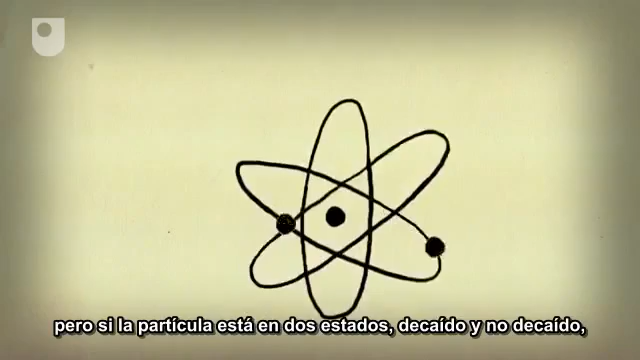 pero si la partícula está en dos estados, decaído y no decaído,